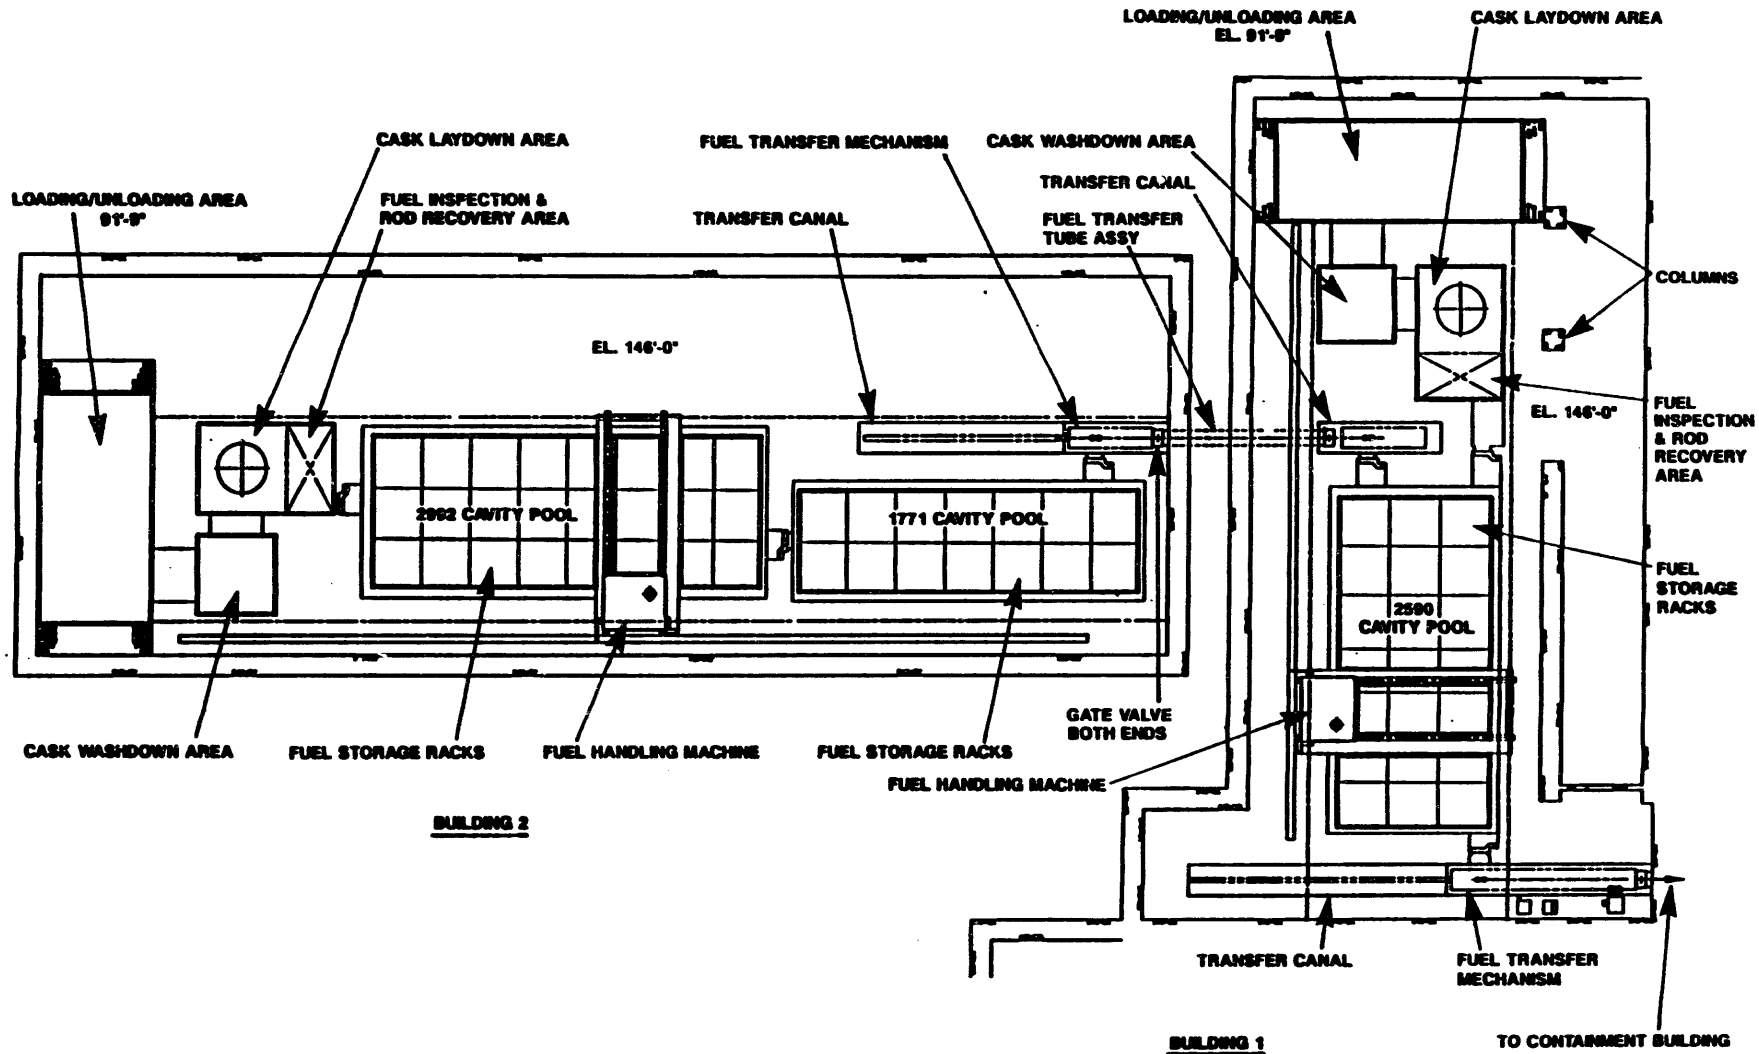 LOADING/UNLOADING AREA
EL. 91'-9"
CASK LAYDOWN AREA
CASK LAYDOWN AREA
FUEL TRANSFER MECHANISM
CASK WASHDOWN AREA
TRANSFER CANAL
LOADING/UNLOADING AREA
91'-9"
FUEL INSPECTION &
ROD RECOVERY AREA
TRANSFER CANAL
FUEL TRANSFER
TUBE ASSY
COLUMNS
EL. 146'-0"
EL. 146'-0"
FUEL
INSPECTION
& ROD
RECOVERY
AREA
2992 CAVITY POOL
1771 CAVITY POOL
FUEL
STORAGE
RACKS
2590
CAVITY POOL
GATE VALVE
BOTH ENDS
CASK WASHDOWN AREA
FUEL STORAGE RACKS
FUEL HANDLING MACHINE
FUEL STORAGE RACKS
FUEL HANDLING MACHINE
BUILDING 2
TRANSFER CANAL
FUEL TRANSFER
MECHANISM
BUILDING 1
TO CONTAINMENT BUILDING